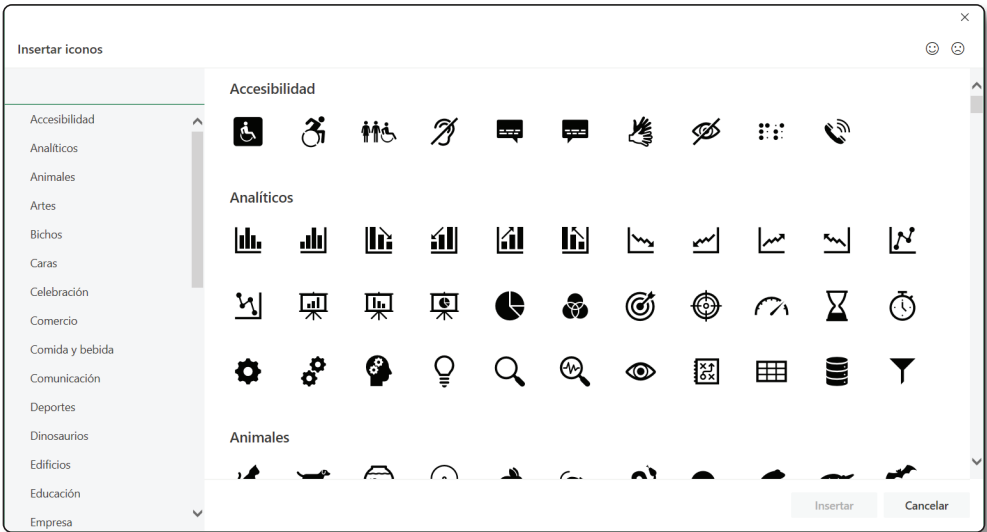 Insertar iconos
Accesibilidad
Analíticos
Animales
Artes
Bichos
Caras
Celebración
Comercio
Comida y bebida
Comunicación
Deportes
Dinosaurios
Edificios
Educación
Empresa
Accesibilidad
Analíticos
Animales
Insertar
Cancelar